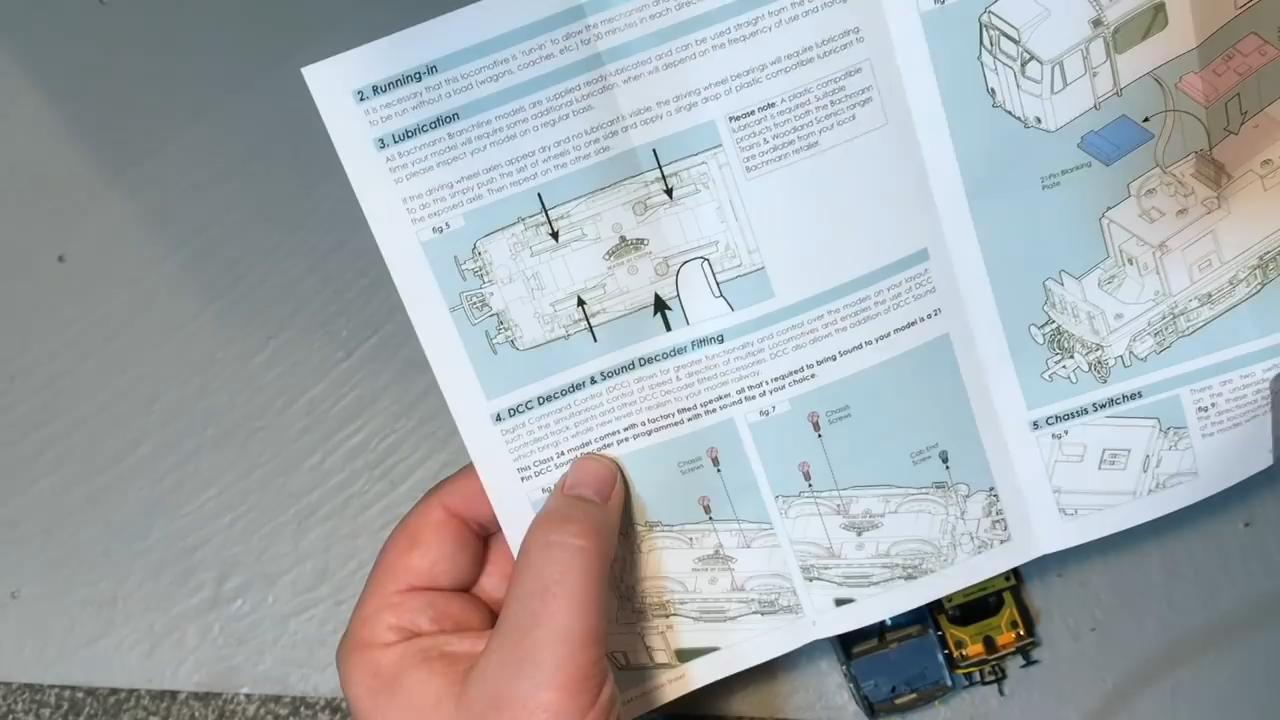 2. Running-in
It is necessary that this locomotive is 'run-in' to allow the mechanism and
to be run without a load (wagons, coaches, etc.) for 30 minutes in each direc
3. Lubrication
All Bachmann Branchline models are supplied ready-lubricated and can be used straight from the
time your model will require some additional lubrication, when will depend on the frequency of use and storage
so please inspect your model on a regular basis.
If the driving wheel axles appear dry and no lubricant is visible, the driving wheel bearings will require lubricating.
To do this simply push the set of wheels to one side and apply a single drop of plastic compatible lubricant to
the exposed axle. Then repeat on the other side.
fig.5
Please note: A plastic compatible
lubricant is required. Suitable
products from both the Bachmann
Trains & Woodland Scenics ranges
are available from your local
Bachmann retailer.
4. DCC Decoder & Sound Decoder Fitting
Digital Command Control (DCC) allows for greater functionality and control over the models on your layout
such as the simultaneous control of speed & direction of multiple Locomotives and enables the use of DCC
controlled track, points and other DCC Decoder fitted accessories. DCC also allows the addition of DCC Sound
which brings a whole new level of realism to your model railway.
This Class 24 model comes with a factory fitted speaker, all that's required to bring Sound to your model is a 21
Pin DCC Sound Decoder pre-programmed with the sound file of your choice.
fig.
Chassis
Screws
fig.7
Chassis
Screws
Cab End
Screw
Instruction Sheet
21 Pin Blanking
Plate
5. Chassis Switches
fig.9
There are two swit
on the undersid
(fig.9)
the directional
the model wit